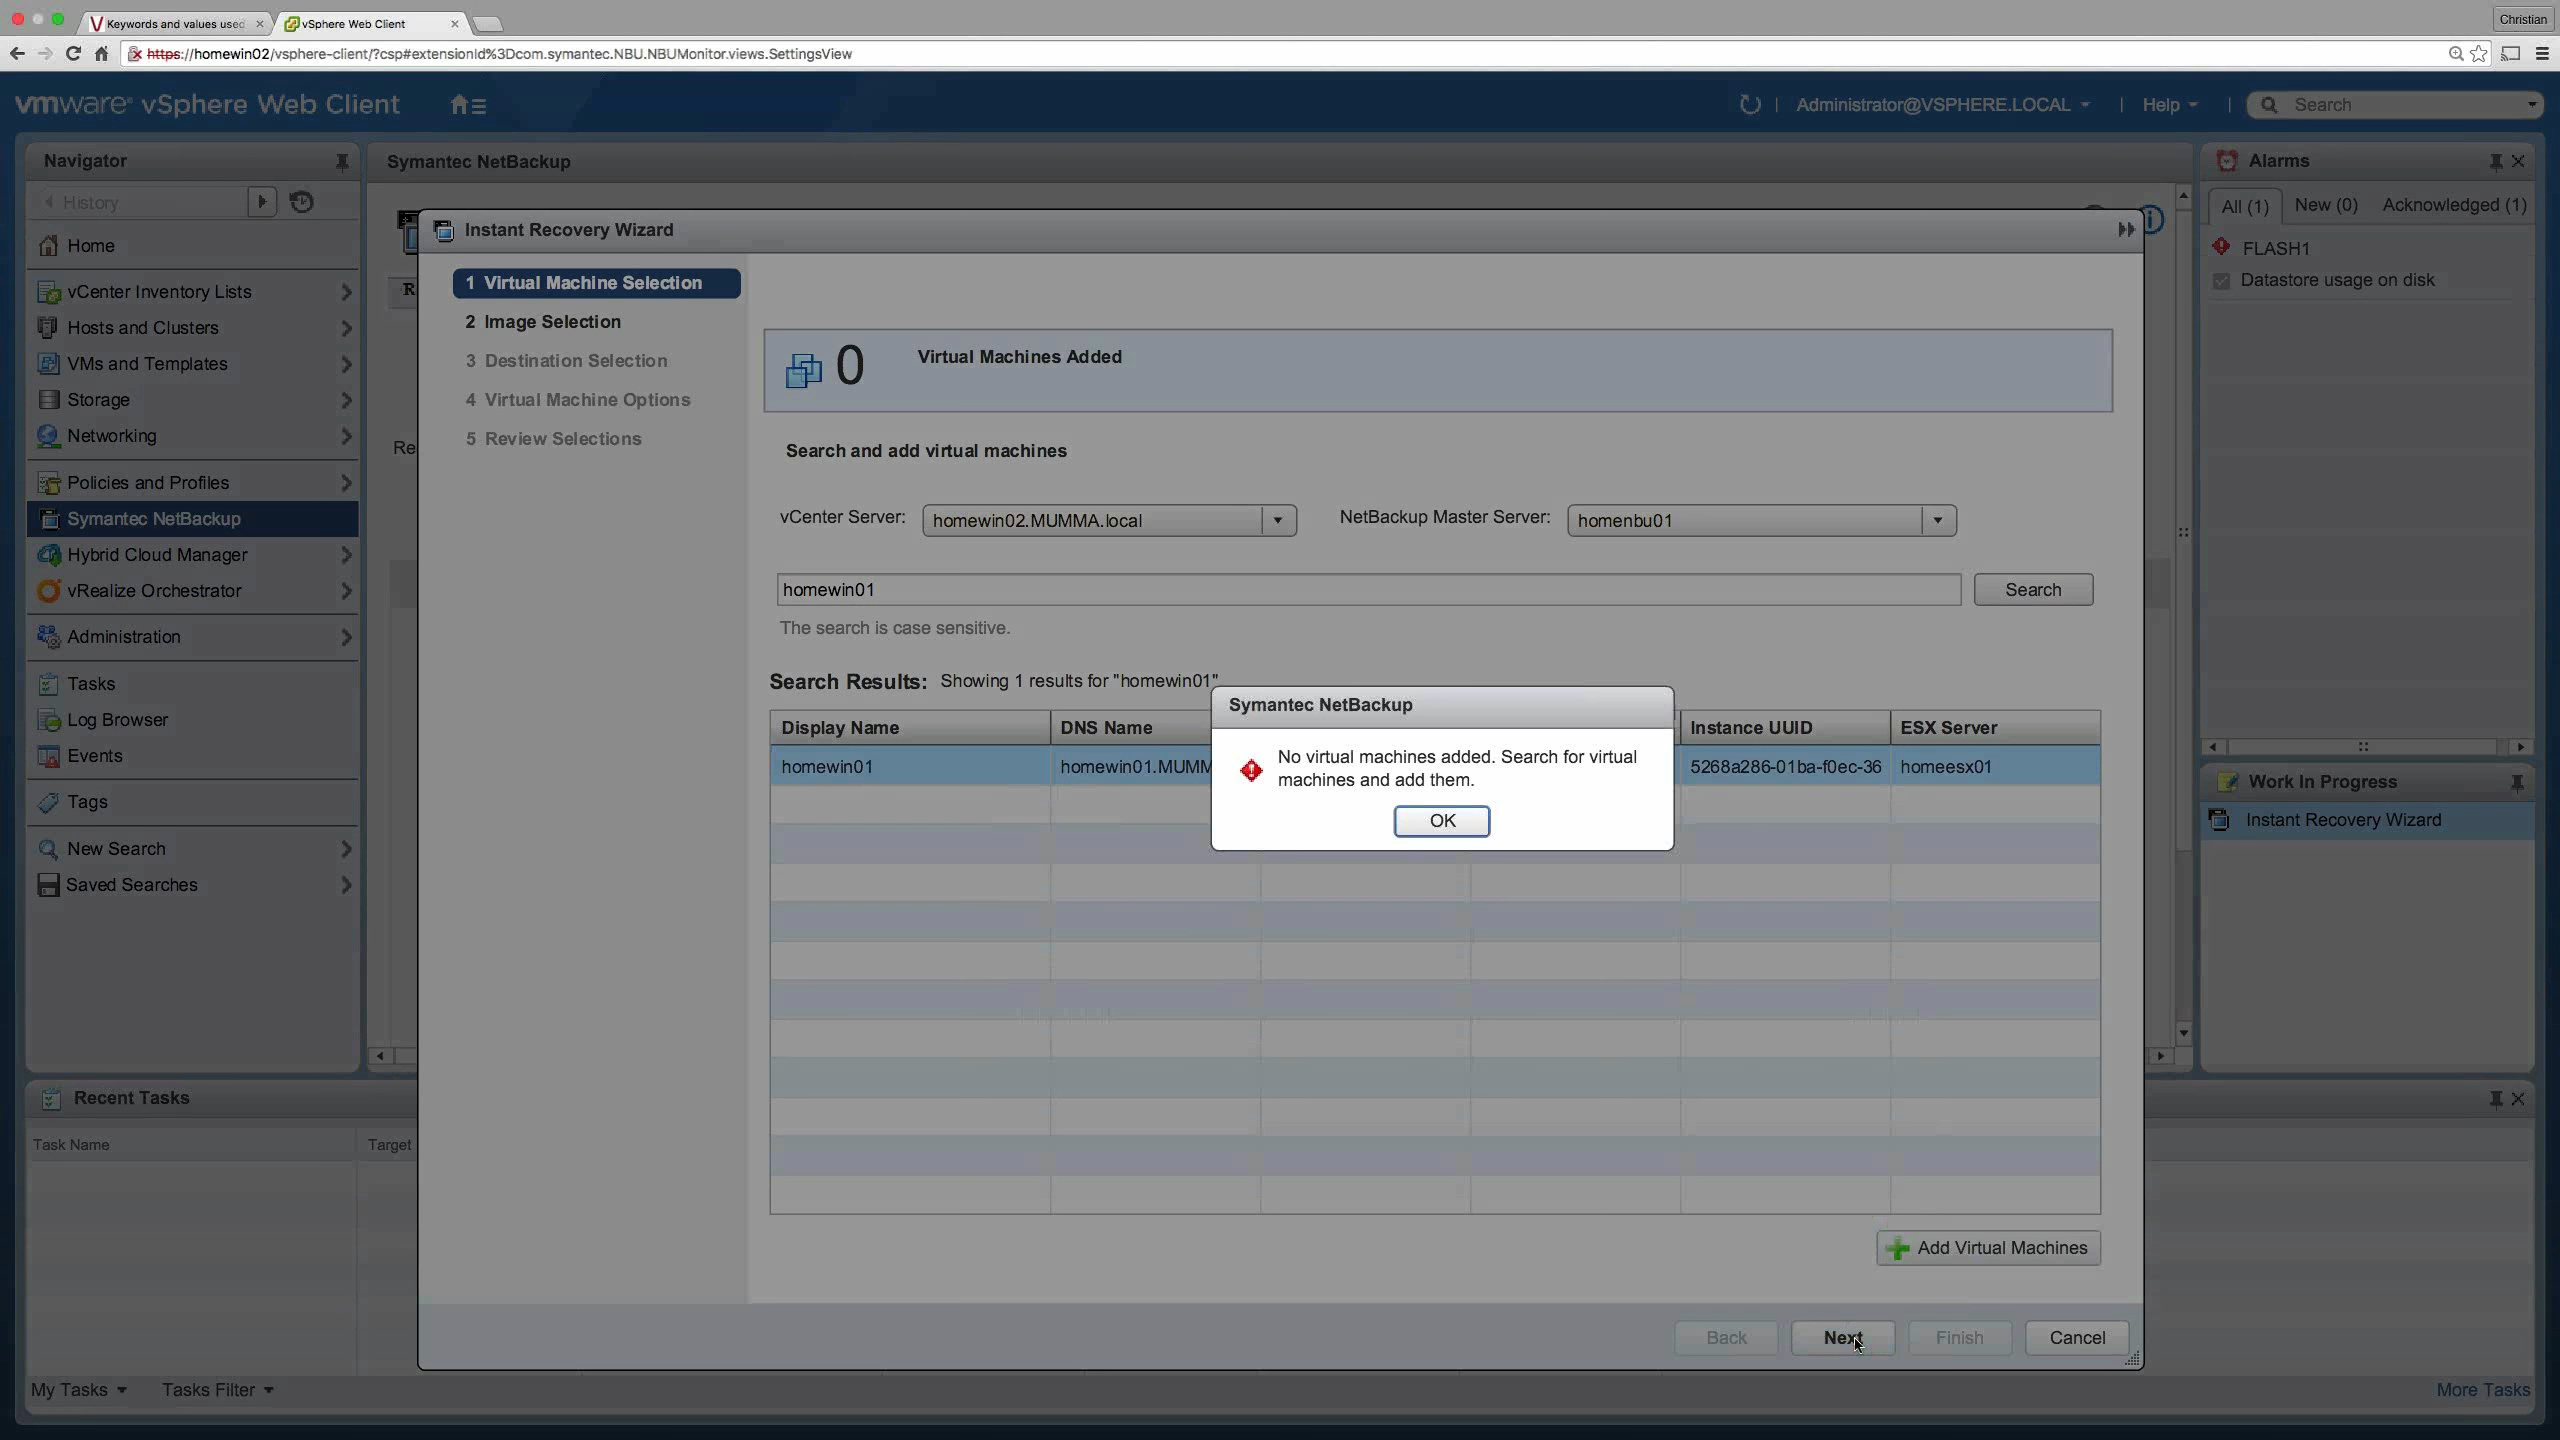 Keywords and values used
vSphere Web Client
Christian
https://homewin02/vsphere-client/?csp#extensionId%3Dcom.symantec.NBU.NBUMonitor.views.SettingsView
vmware® vSphere Web Client
Administrator@VSPHERE.LOCAL
Help
Search
Navigator
History
Home
vCenter Inventory Lists
Hosts and Clusters
VMs and Templates
Storage
Networking
Policies and Profiles
Symantec NetBackup
Hybrid Cloud Manager
vRealize Orchestrator
Administration
Tasks
Log Browser
Events
Tags
New Search
Saved Searches
Symantec NetBackup
R
Re
Instant Recovery Wizard
1 Virtual Machine Selection
2 Image Selection
3 Destination Selection
4 Virtual Machine Options
5 Review Selections
0 Virtual Machines Added
Search and add virtual machines
vCenter Server: homewin02.MUMMA.local NetBackup Master Server: homenbu01
homewin01 Search
The search is case sensitive.
Search Results: Showing 1 results for "homewin01"
Display Name DNS Name Instance UUID ESX Server
homewin01 homewin01.MUMM 5268a286-01ba-f0ec-36 homeesx01
Symantec NetBackup
No virtual machines added. Search for virtual
machines and add them.
OK
Add Virtual Machines
Back Next Finish Cancel
Alarms
All (1) New (0) Acknowledged (1)
FLASH1
Datastore usage on disk
Work In Progress
Instant Recovery Wizard
Recent Tasks
Task Name Target
My Tasks Tasks Filter More Tasks